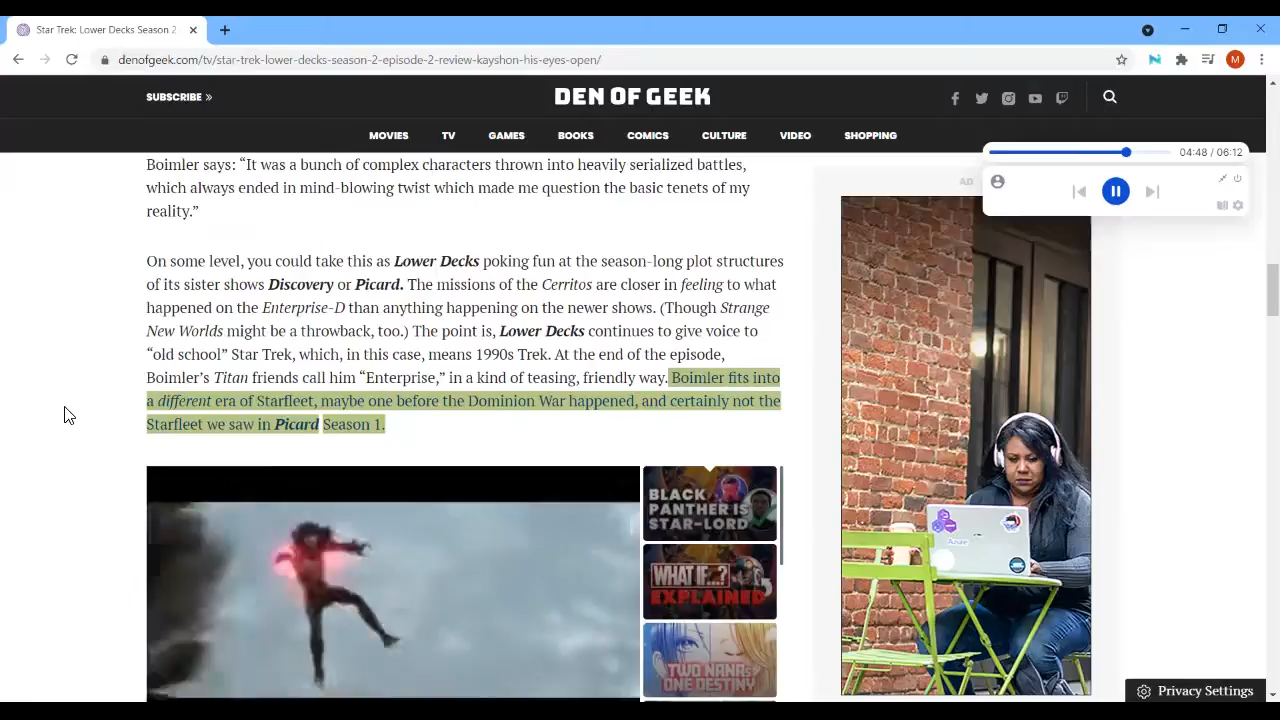 Star Trek: Lower Decks Season 2
denofgeek.com/tv/star-trek-lower-decks-season-2-episode-2-review-kayshon-his-eyes-open/
M
SUBSCRIBE »
DEN OF GEEK
MOVIES TV GAMES BOOKS COMICS CULTURE VIDEO SHOPPING
04:48 / 06:12
AD
Boimler says: “It was a bunch of complex characters thrown into heavily serialized battles,
which always ended in mind-blowing twist which made me question the basic tenets of my
reality.”
On some level, you could take this as Lower Decks poking fun at the season-long plot structures
of its sister shows Discovery or Picard. The missions of the Cerritos are closer in feeling to what
happened on the Enterprise-D than anything happening on the newer shows. (Though Strange
New Worlds might be a throwback, too.) The point is, Lower Decks continues to give voice to
“old school” Star Trek, which, in this case, means 1990s Trek. At the end of the episode,
Boimler’s Titan friends call him “Enterprise,” in a kind of teasing, friendly way. Boimler fits into
a different era of Starfleet, maybe one before the Dominion War happened, and certainly not the
Starfleet we saw in Picard Season 1.
BLACK
PANTHER IS
STAR-LORD
WHAT IF...?
EXPLAINED
TWO NANAS
ONE DESTINY
Azure
Privacy Settings